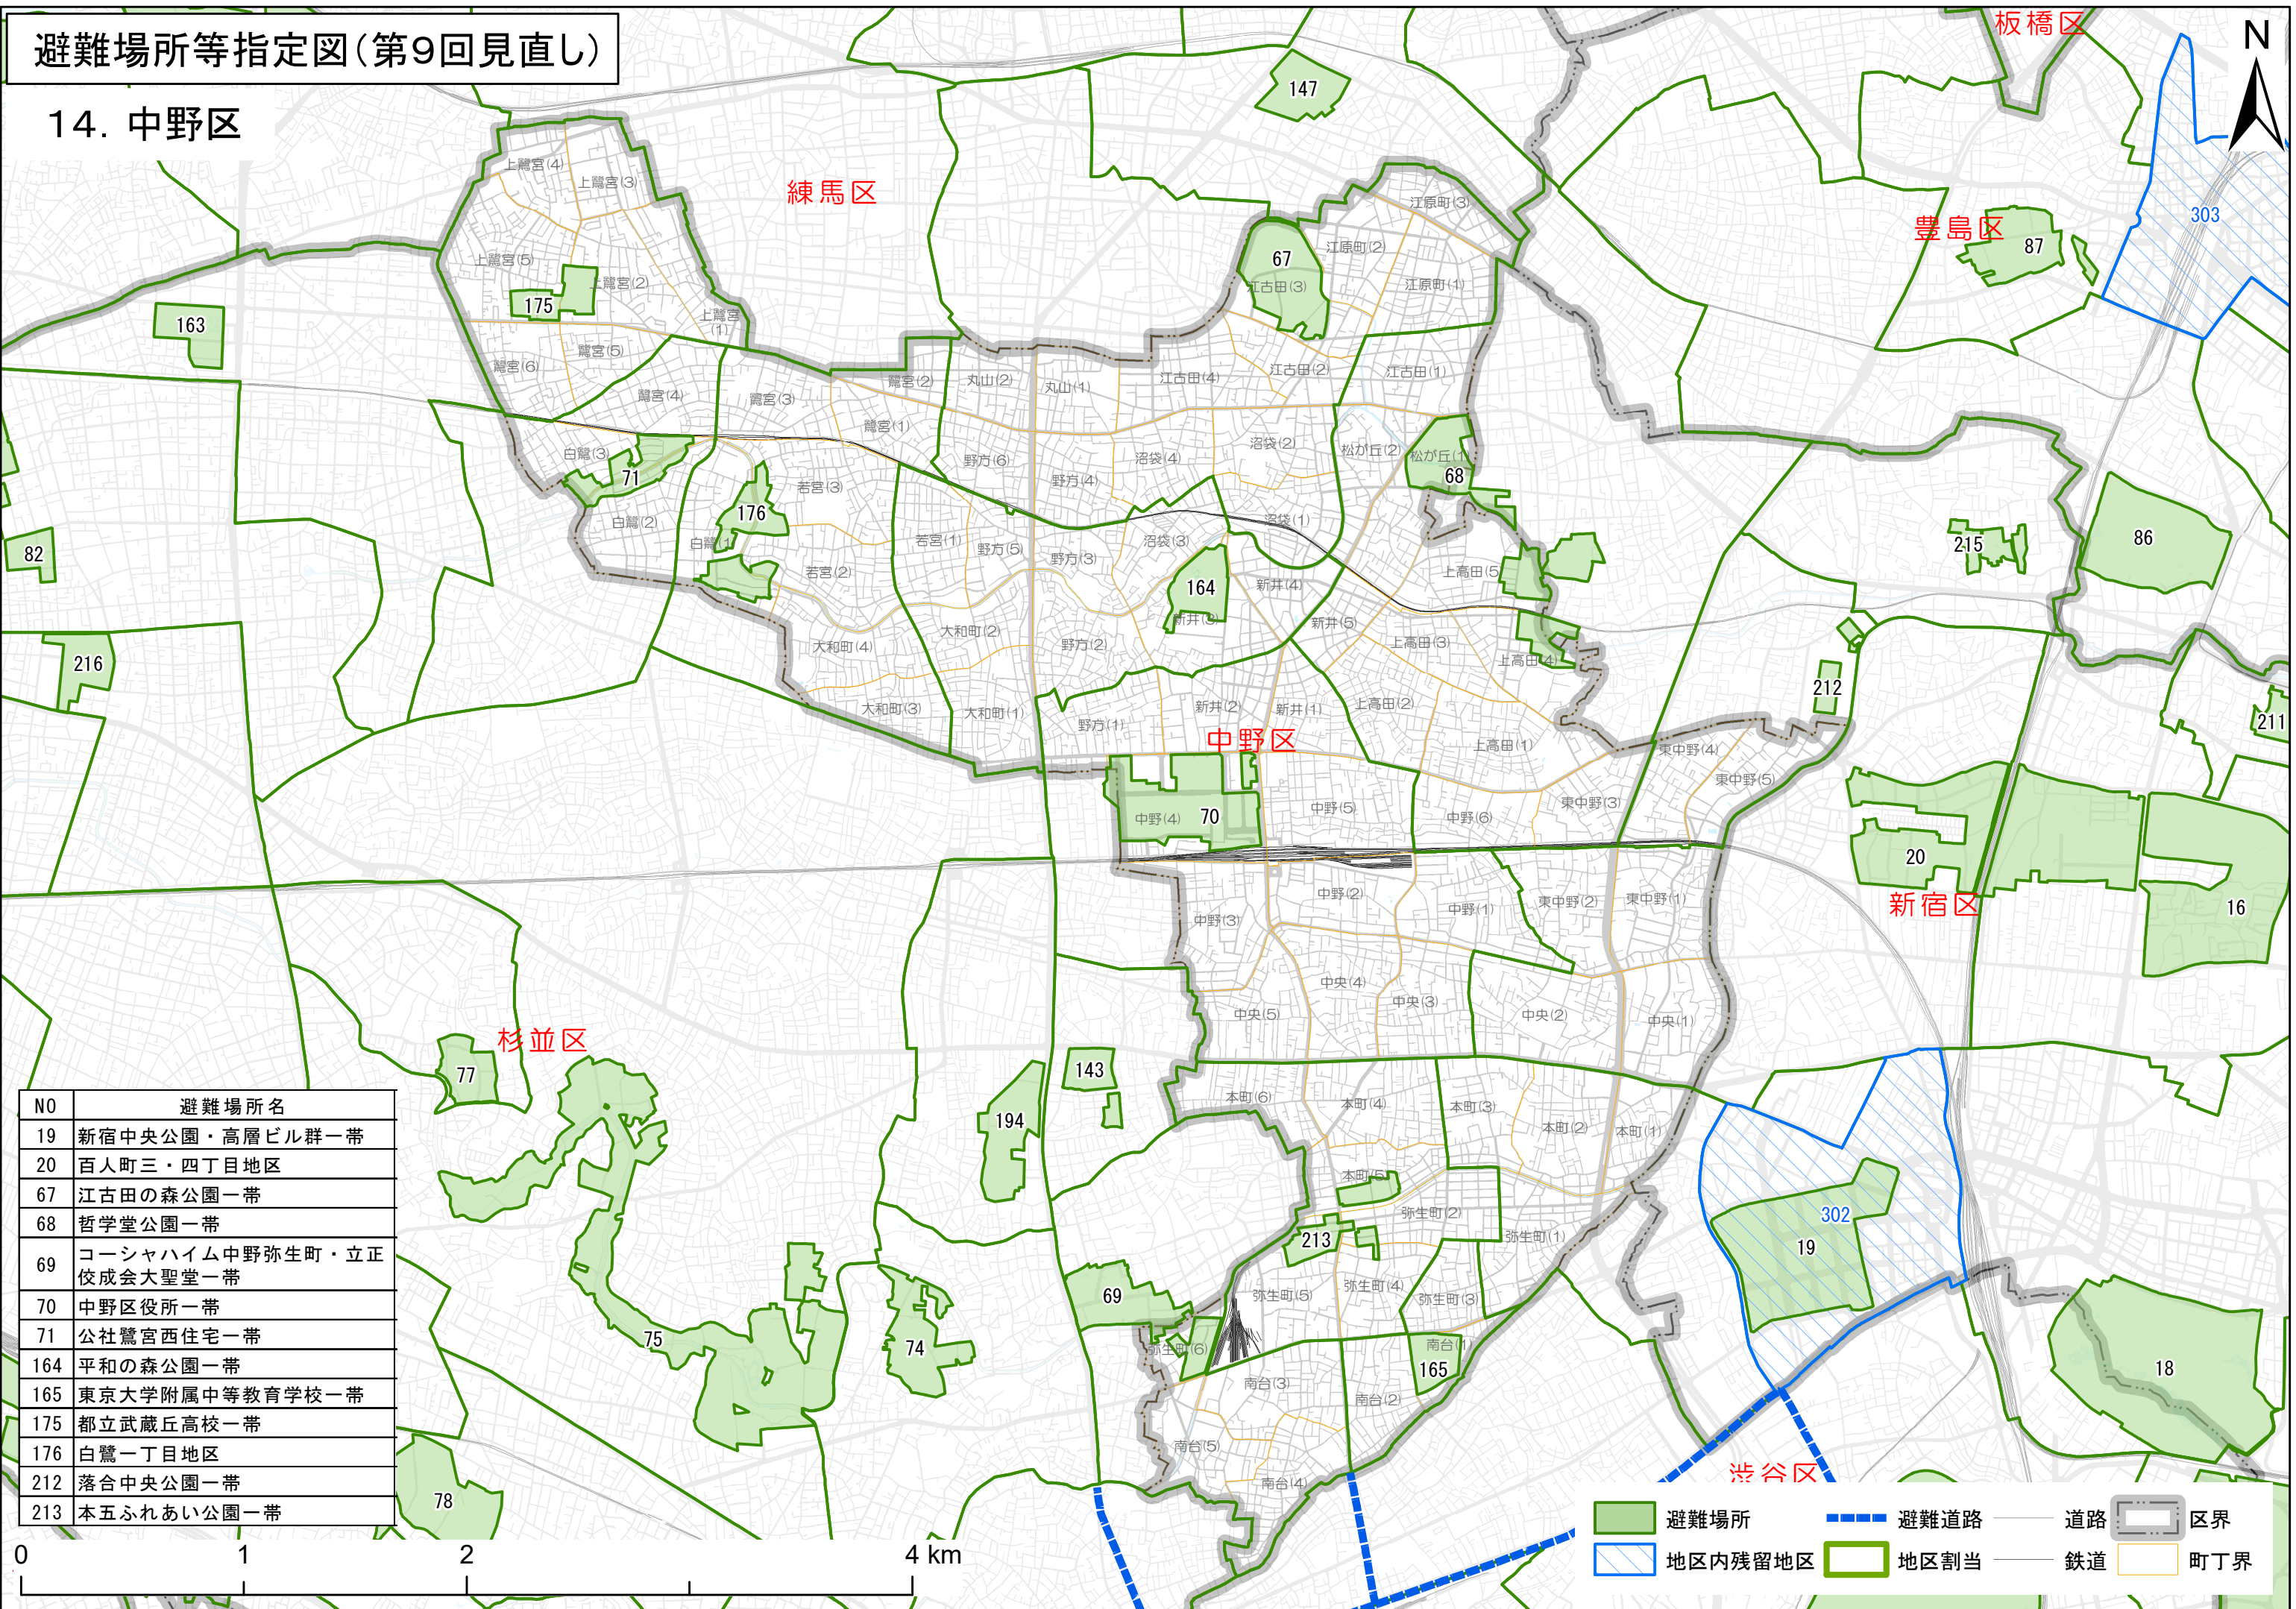 避難場所等指定図(第9回見直し)
14. 中野区
N
板橋区
練馬区
豊島区
中野区
新宿区
杉並区
渋谷区
147
303
87
67
175
163
71
176
68
82
164
215
86
216
212
211
70
20
16
77
143
194
213
302
19
69
75
74
165
18
78
上鷺宮(4)
上鷺宮(3)
上鷺宮(5)
上鷺宮(2)
上鷺宮
(1)
江原町(3)
江原町(2)
江原町(1)
江古田(3)
鷺宮(6)
鷺宮(5)
鷺宮(4)
鷺宮(3)
鷺宮(2)
鷺宮(1)
丸山(2)
丸山(1)
江古田(4)
江古田(2)
江古田(1)
白鷺(3)
白鷺(2)
白鷺(1
若宮(3)
若宮(2)
若宮(1)
野方(6)
野方(4)
野方(5)
野方(3)
野方(2)
野方(1)
沼袋(4)
沼袋(2)
沼袋(1)
沼袋(3)
松が丘(2)
松が丘(1)
新井(4)
新井(3)
新井(5)
新井(2)
新井(1)
上高田(5
上高田(3)
上高田(4)
上高田(2)
上高田(1)
大和町(4)
大和町(2)
大和町(3)
大和町(1)
東中野(4)
東中野(5)
東中野(3)
中野(4)
中野(5)
中野(6)
中野(3)
中野(2)
中野(1)
東中野(2)
東中野(1)
中央(5)
中央(4)
中央(3)
中央(2)
中央(1)
本町(6)
本町(4)
本町(3)
本町(2)
本町(1)
本町(5)
弥生町(2)
弥生町(1)
弥生町(5)
弥生町(4)
弥生町(3)
弥生町(6)
南台(1)
南台(3)
南台(2)
南台(5)
南台(4)
NO 避難場所名
19 新宿中央公園・高層ビル群一帯
20 百人町三・四丁目地区
67 江古田の森公園一帯
68 哲学堂公園一帯
69 コーシャハイム中野弥生町・立正
佼成会大聖堂一帯
70 中野区役所一帯
71 公社鷺宮西住宅一帯
164 平和の森公園一帯
165 東京大学附属中等教育学校一帯
175 都立武蔵丘高校一帯
176 白鷺一丁目地区
212 落合中央公園一帯
213 本五ふれあい公園一帯
0 1 2 4 km
避難場所 避難道路 道路 区界
地区内残留地区 地区割当 鉄道 町丁界